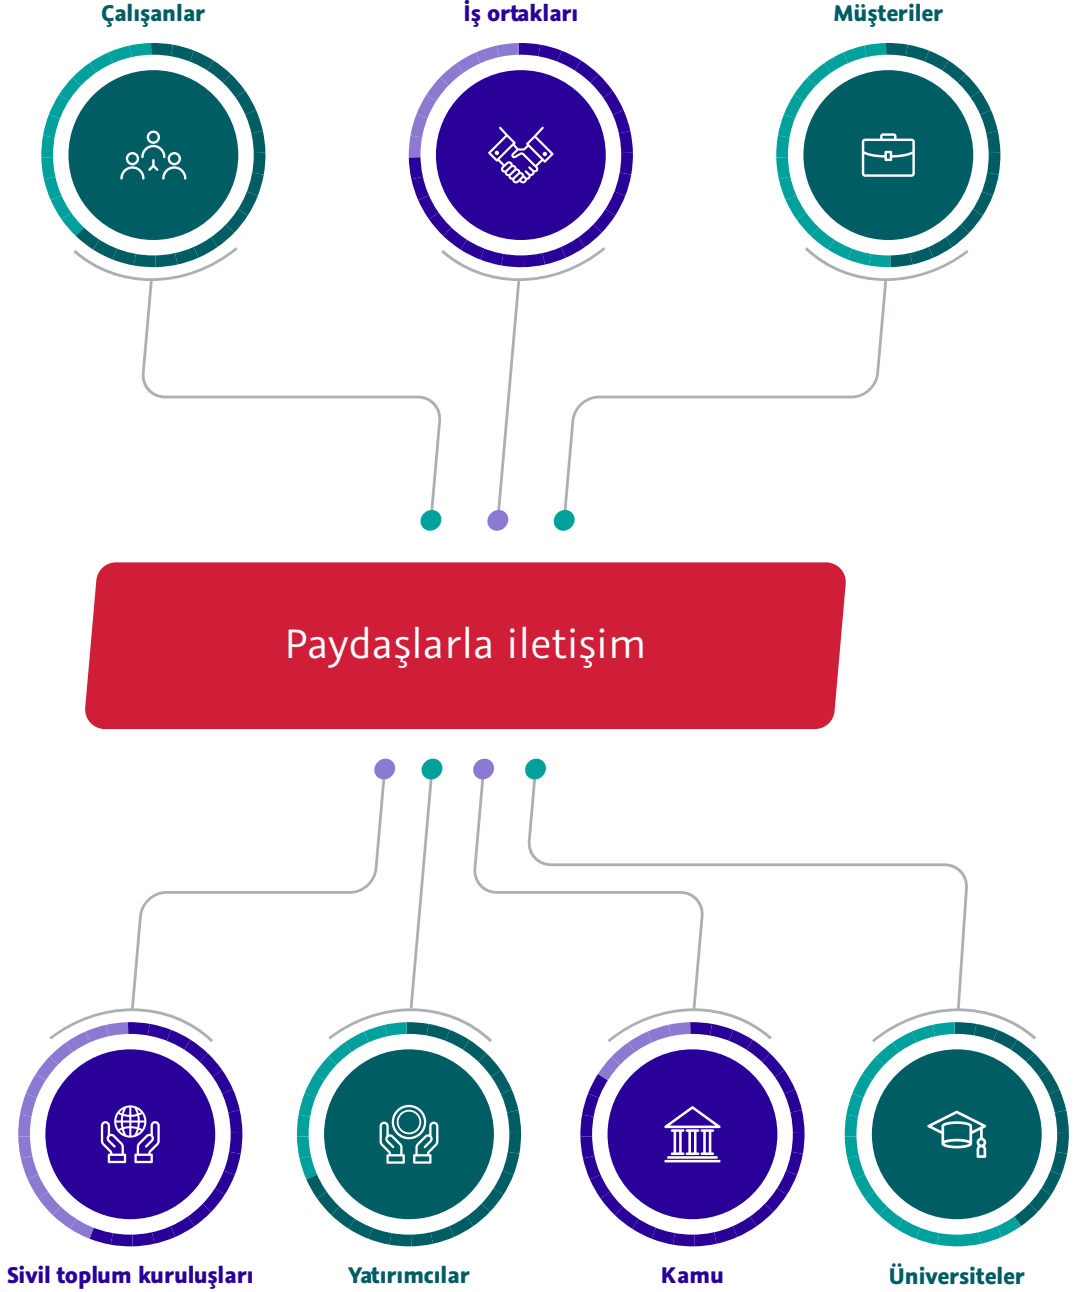 Çalışanlar
İş ortakları
Müşteriler
Paydaşlarla iletişim
Sivil toplum kuruluşları
Yatırımcılar
Kamu
Üniversiteler